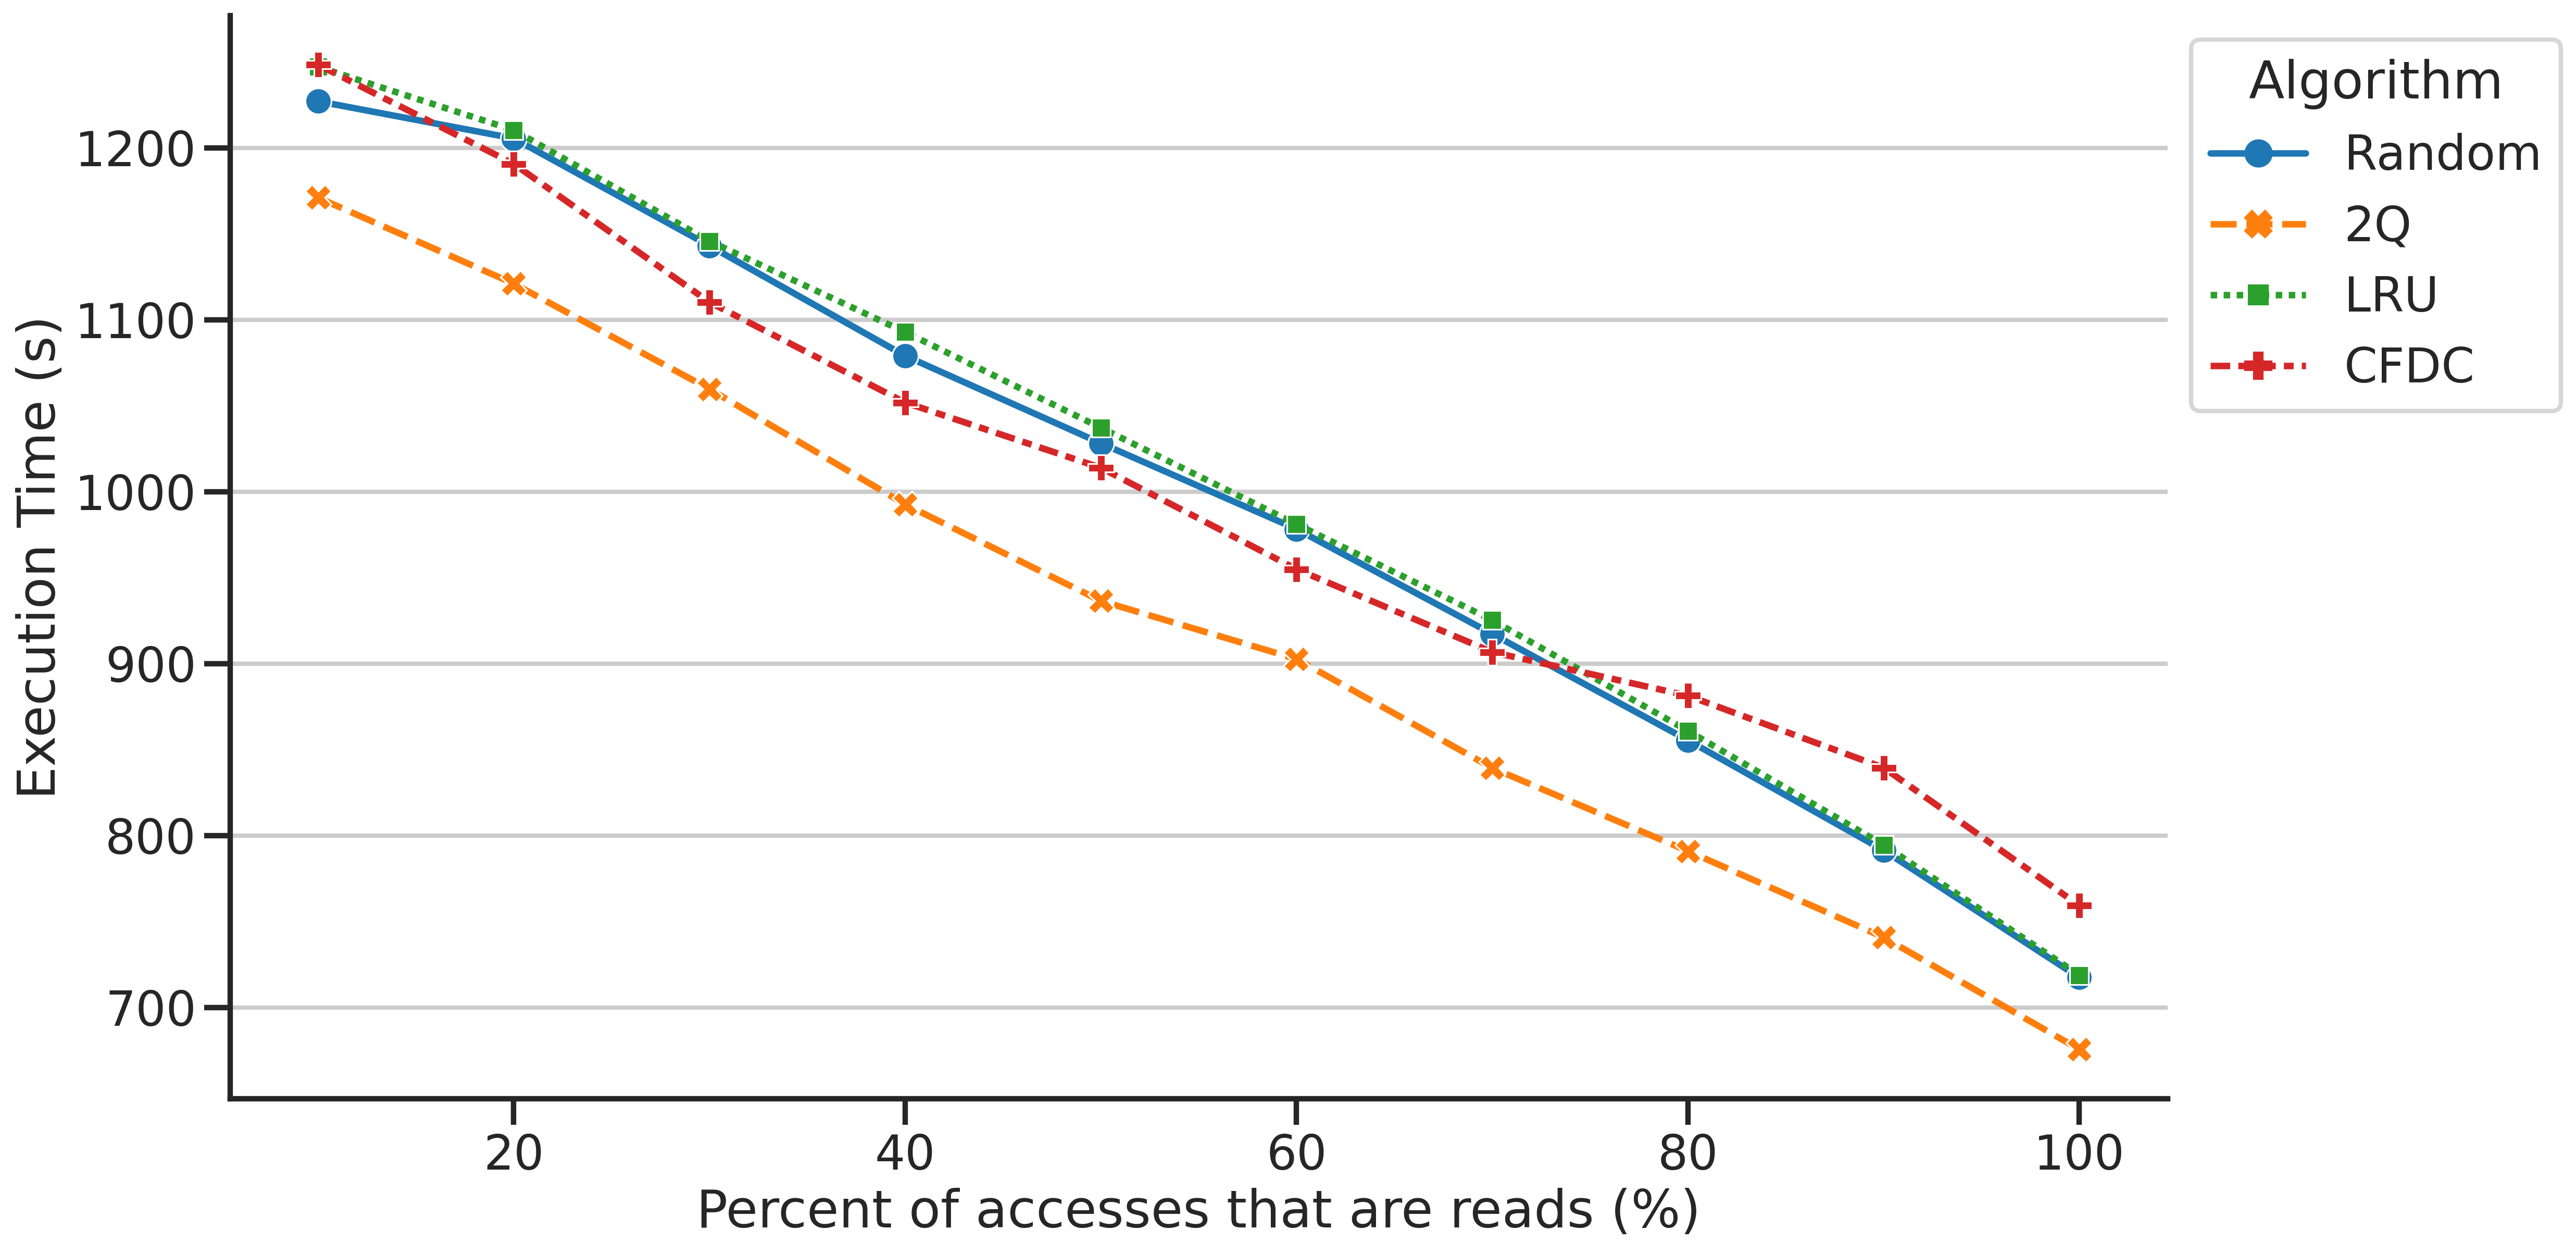 Execution Time (s)
1200
1100
1000
900
800
700
20
40
60
80
100
Percent of accesses that are reads (%)
Algorithm
Random
2Q
LRU
CFDC